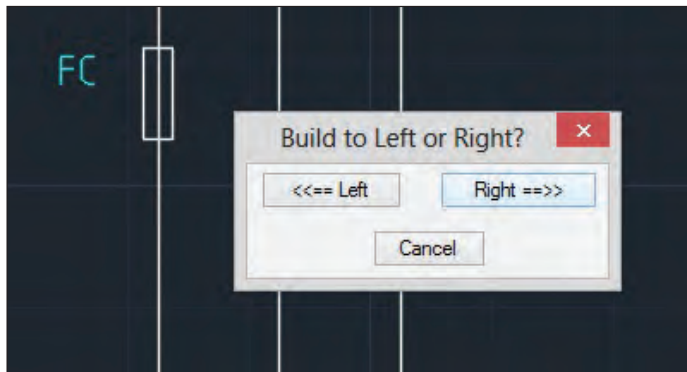 FC
Build to Left or Right?
<<== Left
Right ==>>
Cancel